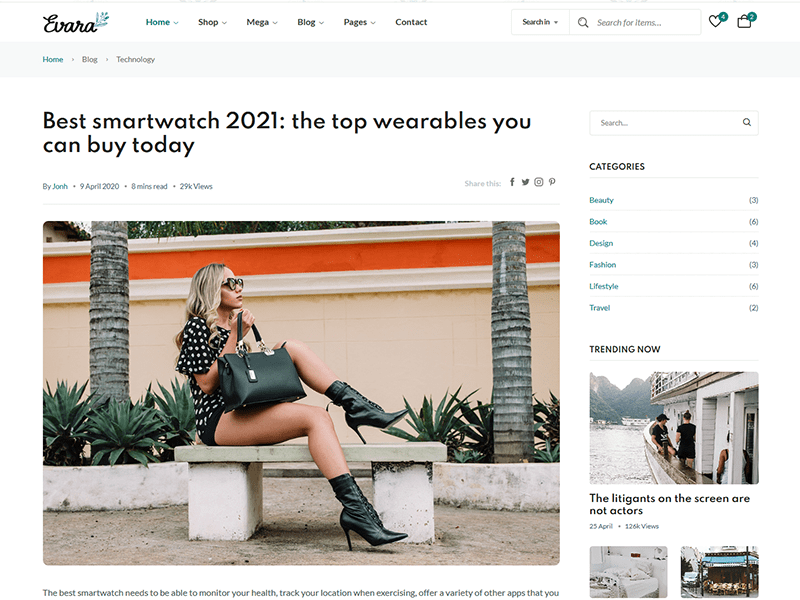 Evara
Home Shop Mega Blog Pages Contact
Search in Search for items... 4 2
Home • Blog • Technology
Best smartwatch 2021: the top wearables you
can buy today
By Jonh • 9 April 2020 • 8 mins read • 29k Views
Share this:
The best smartwatch needs to be able to monitor your health, track your location when exercising, offer a variety of other apps that you
Search...
CATEGORIES
Beauty (3)
Book (6)
Design (4)
Fashion (3)
Lifestyle (6)
Travel (2)
TRENDING NOW
The litigants on the screen are
not actors
25 April • 126k Views